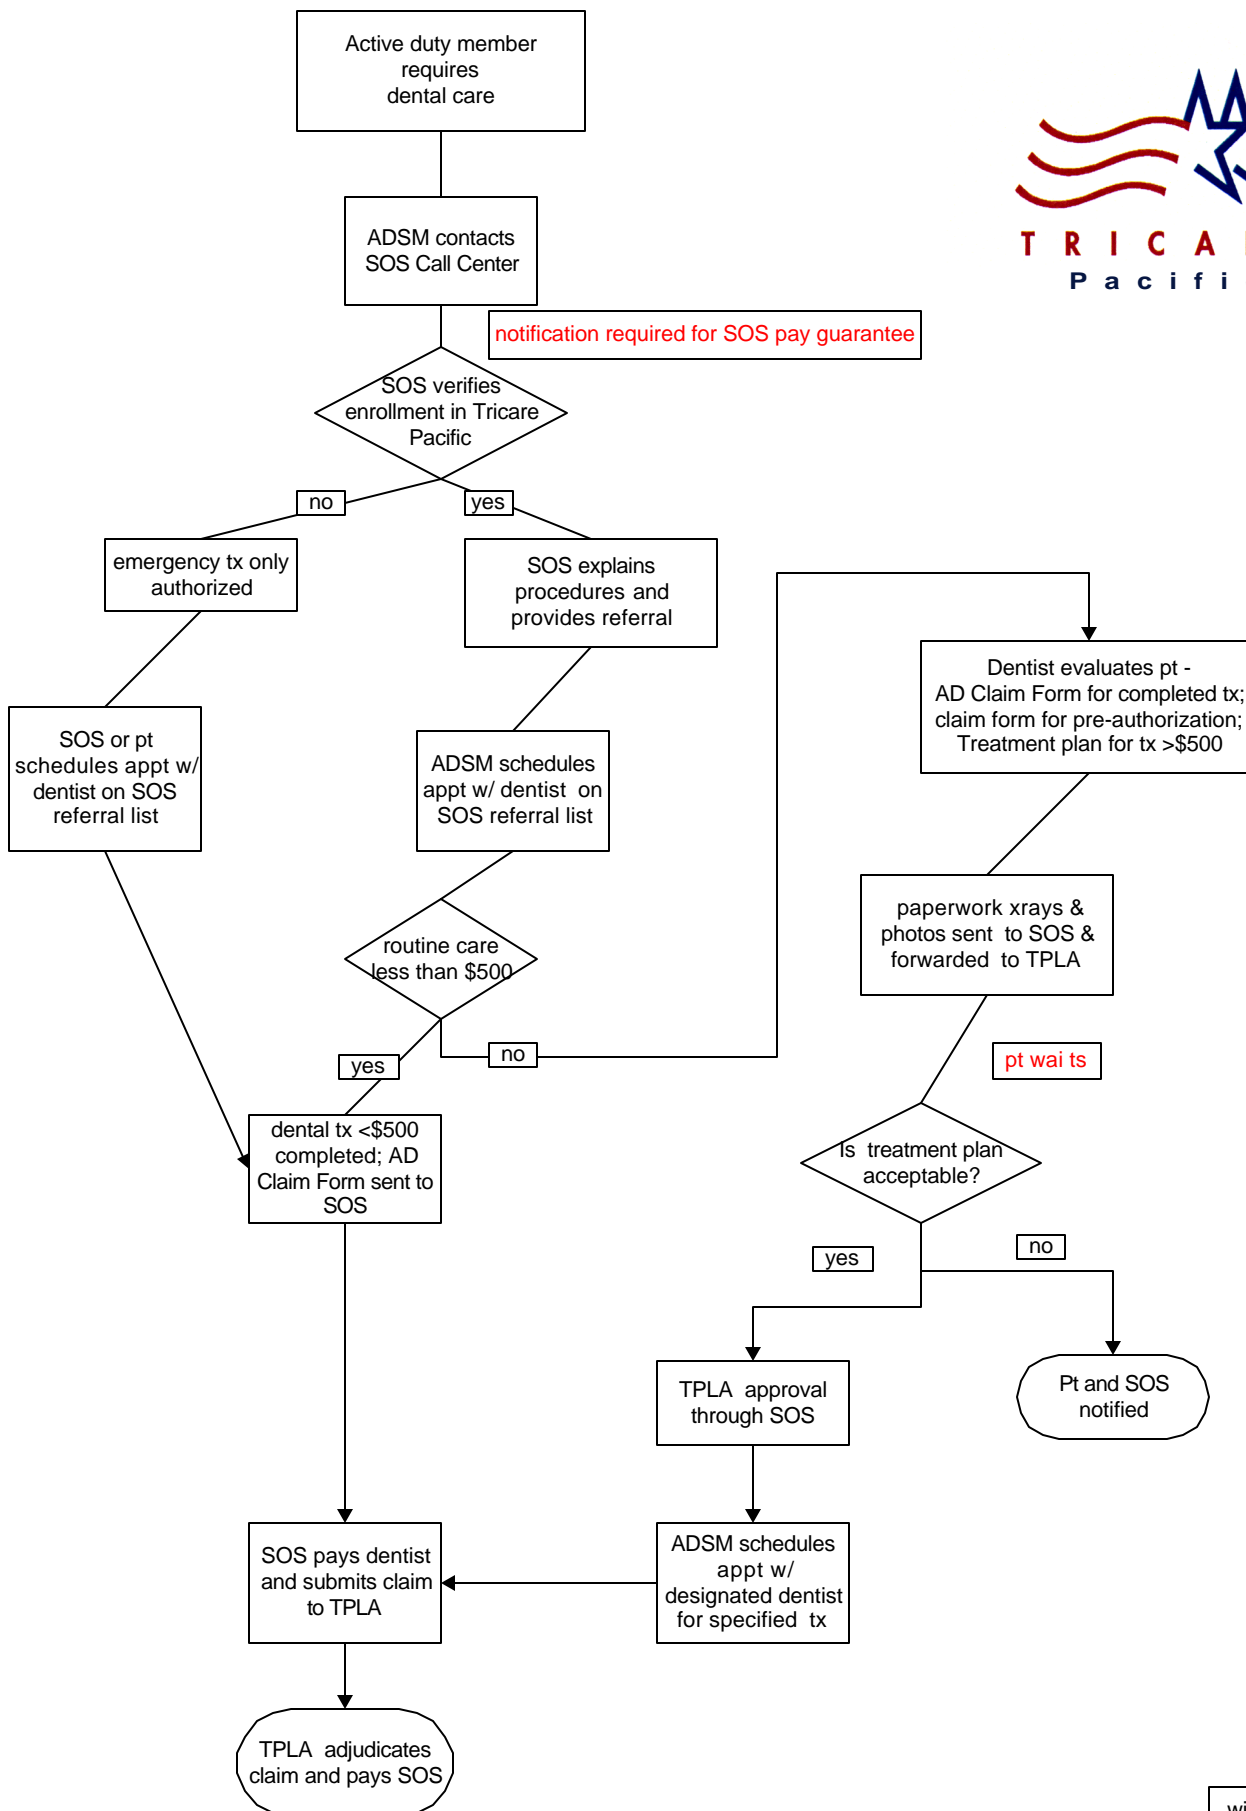 Active duty member
requires
dental care
ADSM contacts
SOS Call Center
T R I C A
P a c i f i
notification required for SOS pay guarantee
SOS verifies
enrollment in Tricare
Pacific
no
yes
emergency tx only
authorized
SOS explains
procedures and
provides referral
SOS or pt
schedules appt w/
dentist on SOS
referral list
ADSM schedules
appt w/ dentist on
SOS referral list
routine care
less than $500
yes
no
dental tx <$500
completed; AD
Claim Form sent to
SOS
Dentist evaluates pt -
AD Claim Form for completed tx;
claim form for pre-authorization;
Treatment plan for tx >$500
paperwork xrays &
photos sent to SOS &
forwarded to TPLA
pt wai ts
Is treatment plan
acceptable?
yes
no
TPLA approval
through SOS
Pt and SOS
notified
SOS pays dentist
and submits claim
to TPLA
ADSM schedules
appt w/
designated dentist
for specified tx
TPLA adjudicates
claim and pays SOS